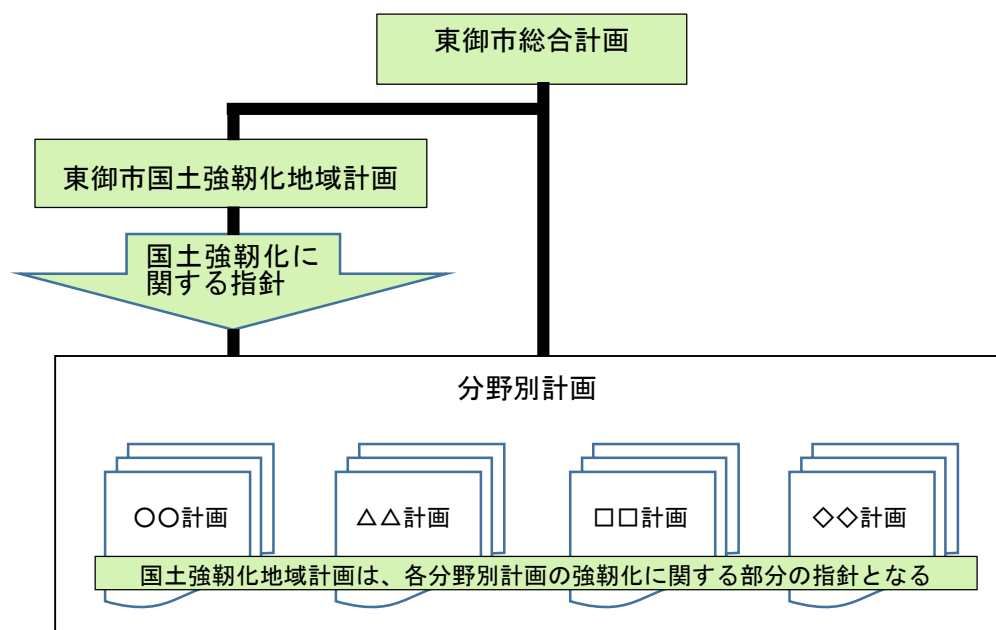 東御市総合計画
東御市国土強靭化地域計画
国土強靭化に
関する指針
分野別計画
〇〇計画
△△計画
□□計画
◇◇計画
国土強靭化地域計画は、各分野別計画の強靭化に関する部分の指針となる